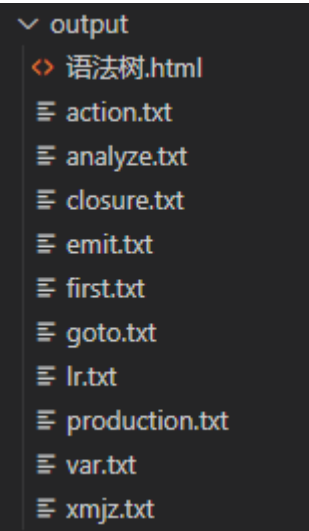 output
语法树.html
action.txt
analyze.txt
closure.txt
emit.txt
first.txt
goto.txt
lr.txt
production.txt
var.txt
xmjz.txt